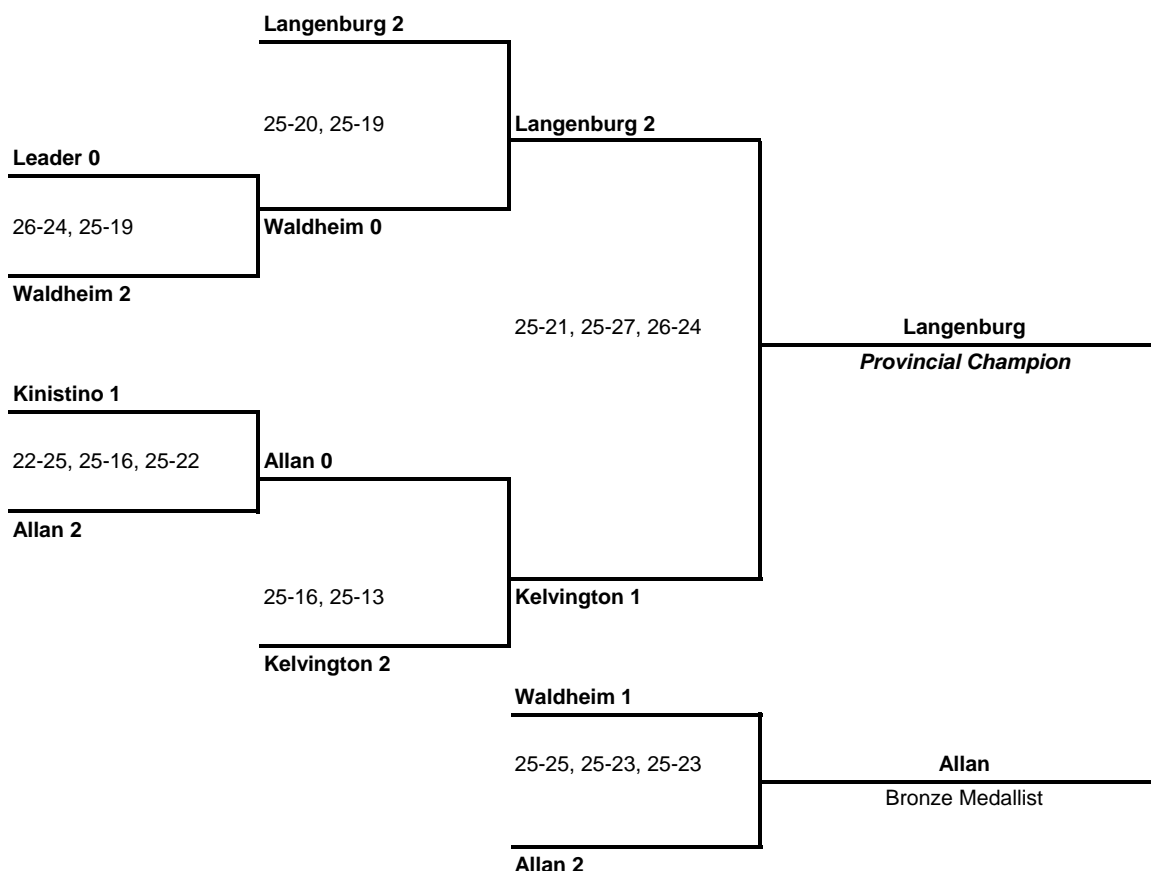 Langenburg 2
25-20, 25-19
Langenburg 2
Leader 0
26-24, 25-19
Waldheim 0
Waldheim 2
25-21, 25-27, 26-24
Langenburg
Provincial Champion
Kinistino 1
22-25, 25-16, 25-22
Allan 0
Allan 2
25-16, 25-13
Kelvington 1
Kelvington 2
Waldheim 1
25-25, 25-23, 25-23
Allan
Bronze Medallist
Allan 2